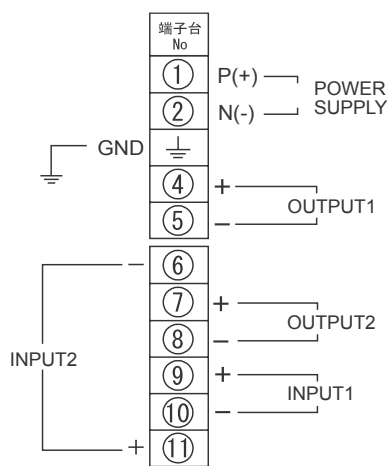 端子台
No
① P(+)
POWER
SUPPLY
② N(-)
GND
④ +
OUTPUT1
⑤ −
− ⑥
⑦ +
OUTPUT2
⑧ −
INPUT2
⑨ +
INPUT1
⑩ −
+ ⑪